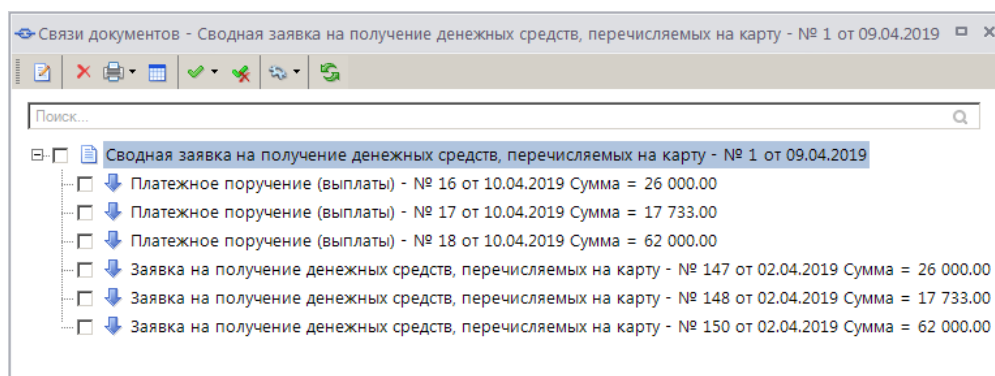 Связи документов - Сводная заявка на получение денежных средств, перечисляемых на карту - № 1 от 09.04.2019
Поиск...
Сводная заявка на получение денежных средств, перечисляемых на карту - № 1 от 09.04.2019
Платежное поручение (выплаты) - № 16 от 10.04.2019 Сумма = 26 000.00
Платежное поручение (выплаты) - № 17 от 10.04.2019 Сумма = 17 733.00
Платежное поручение (выплаты) - № 18 от 10.04.2019 Сумма = 62 000.00
Заявка на получение денежных средств, перечисляемых на карту - № 147 от 02.04.2019 Сумма = 26 000.00
Заявка на получение денежных средств, перечисляемых на карту - № 148 от 02.04.2019 Сумма = 17 733.00
Заявка на получение денежных средств, перечисляемых на карту - № 150 от 02.04.2019 Сумма = 62 000.00